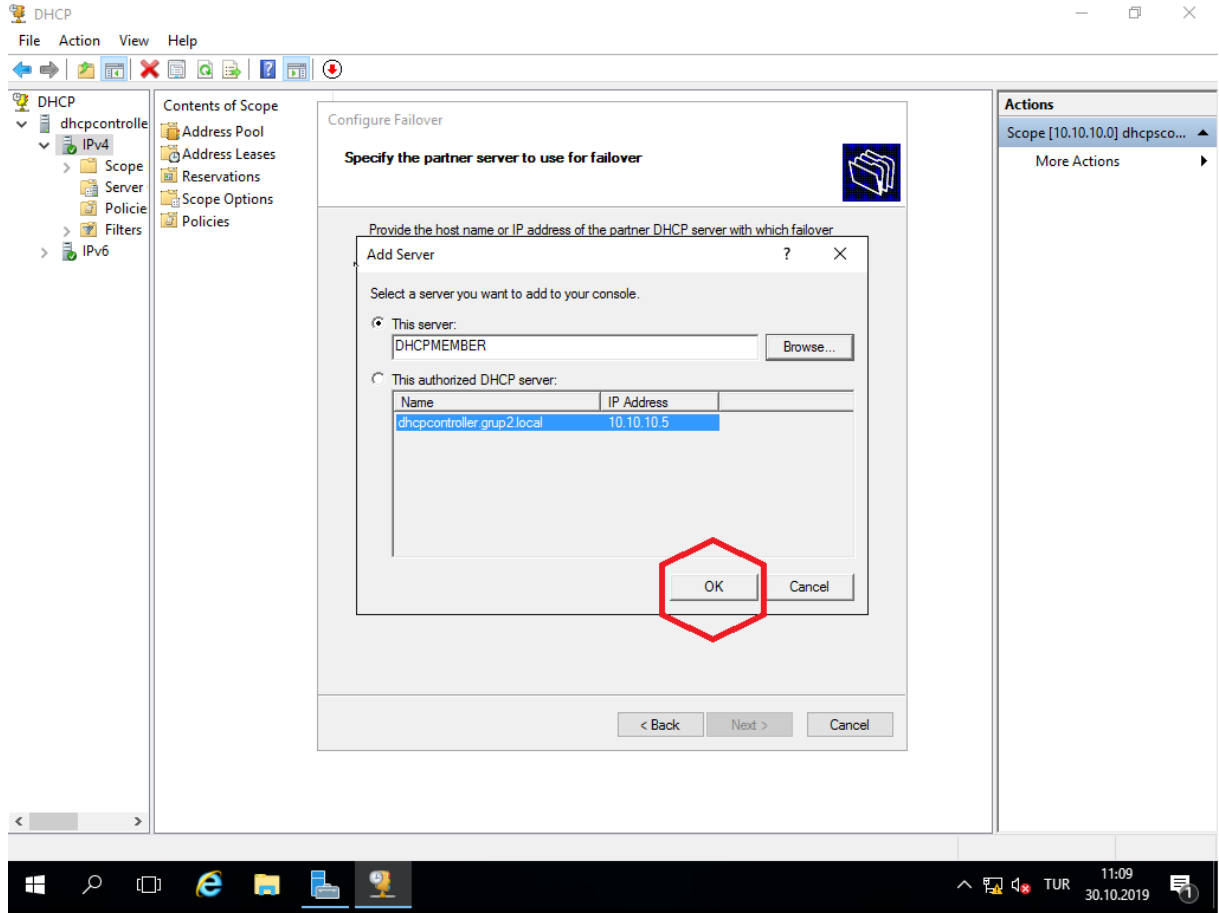 DHCP
File Action View Help
DHCP
dhcpcontrolle
IPv4
Scope
Server
Policie
Filters
IPv6
Contents of Scope
Address Pool
Address Leases
Reservations
Scope Options
Policies
Configure Failover
Specify the partner server to use for failover
Provide the host name or IP address of the partner DHCP server with which failover
Add Server
Select a server you want to add to your console.
This server:
DHCPMEMBER
Browse...
This authorized DHCP server:
Name IP Address
dhcpcontroller.grup2.local 10.10.10.5
OK Cancel
< Back Next > Cancel
Actions
Scope [10.10.10.0] dhcpsco...
More Actions
TUR
11:09
30.10.2019
1